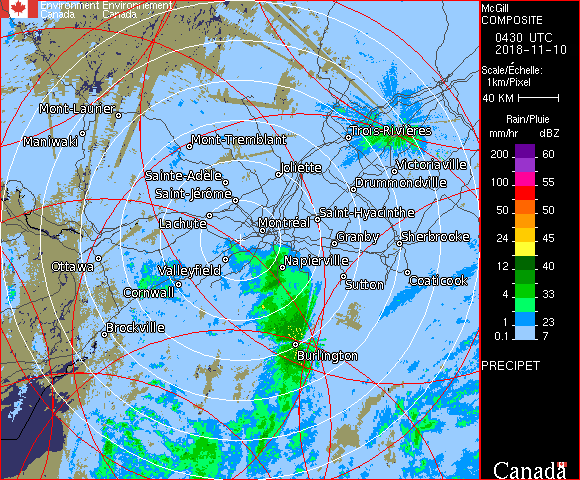 Environment Environnement
Canada Canada
McGill
COMPOSITE
0430 UTC
2018-11-10
Scale/Échelle:
1km/Pixel
40 KM
Rain/Pluie
mm/hr dBZ
200 60
100 55
50 50
24 45
12 40
4 33
1 23
0.1 7
PRECIPET
Canada
Mont-Laurier
Maniwaki
Mont-Tremblant
Trois-Rivières
Sainte-Adèle
Joliette
Victoriaville
Saint-Jérôme
Drummondville
Lachute
Montréal
Saint-Hyacinthe
Granby
Sherbrooke
Ottawa
Valleyfield
Napierville
Cornwall
Sutton
Coaticook
Brockville
Burlington